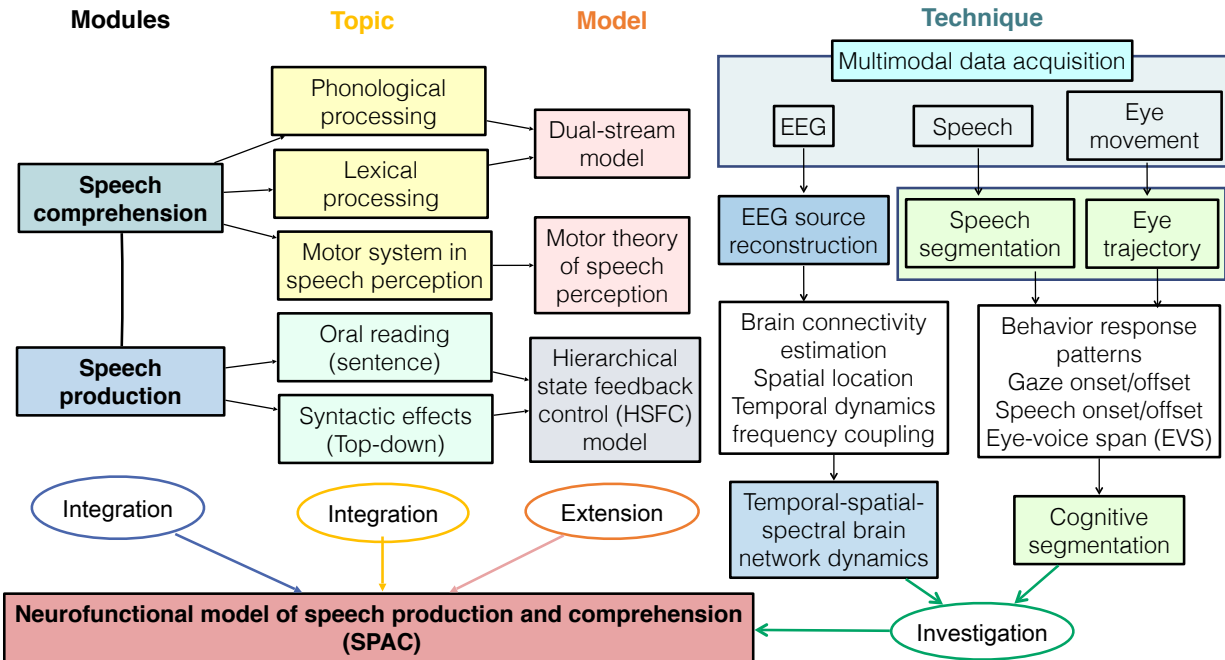 Modules
Topic
Model
Technique
Multimodal data acquisition
Phonological
processing
Dual-stream
model
EEG
Speech
Eye
movement
Speech
comprehension
Lexical
processing
EEG source
reconstruction
Speech
segmentation
Eye
trajectory
Motor system in
speech perception
Motor theory
of speech
perception
Speech
production
Oral reading
(sentence)
Syntactic effects
(Top-down)
Hierarchical
state feedback
control (HSFC)
model
Brain connectivity
estimation
Spatial location
Temporal dynamics
frequency coupling
Behavior response
patterns
Gaze onset/offset
Speech onset/offset
Eye-voice span (EVS)
Integration
Integration
Extension
Temporal-spatial-
spectral brain
network dynamics
Cognitive
segmentation
Neurofunctional model of speech production and comprehension
(SPAC)
Investigation